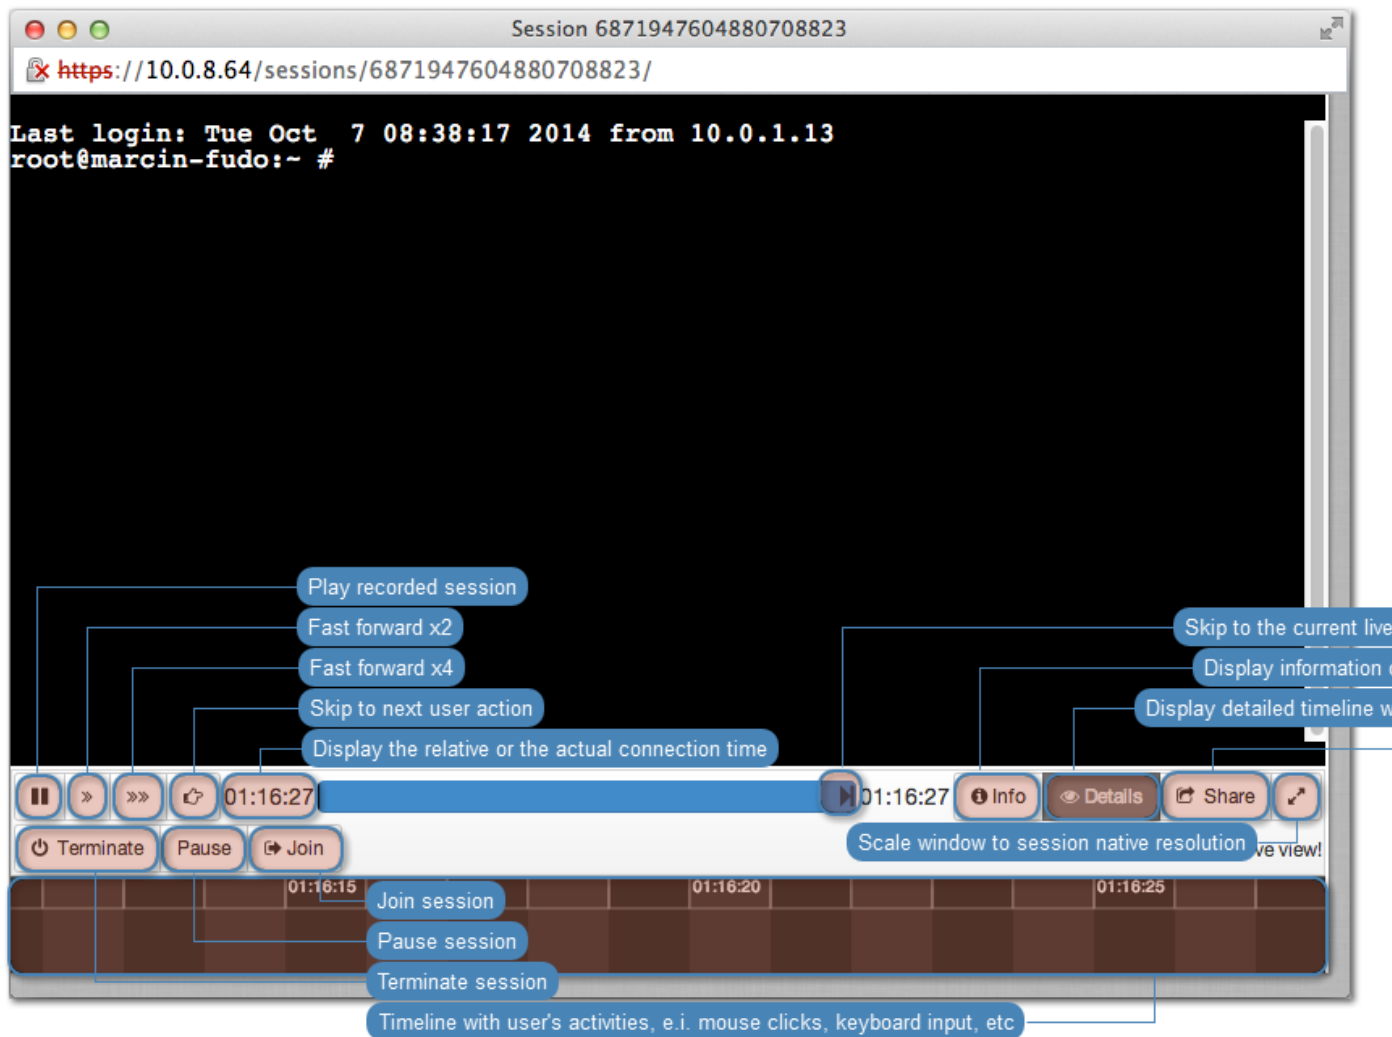 Session 6871947604880708823
https://10.0.8.64/sessions/6871947604880708823/
Last login: Tue Oct  7 08:38:17 2014 from 10.0.1.13
root@marcin-fudo:~ #
Play recorded session
Fast forward x2
Skip to the current live
Fast forward x4
Display information
Skip to next user action
Display detailed timeline w
Display the relative or the actual connection time
» »» 01:16:27 01:16:27 Info Details Share
Terminate Pause Join
Scale window to session native resolution
ve view!
01:16:15 01:16:20 01:16:25
Join session
Pause session
Terminate session
Timeline with user's activities, e.i. mouse clicks, keyboard input, etc